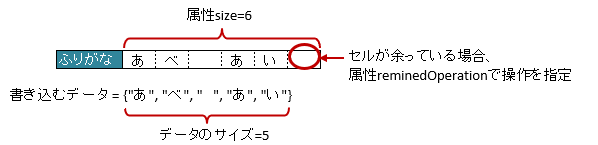 属性size=6
ふりがな あ べ あ い
セルが余っている場合、
属性reminedOperationで操作を指定
書き込むデータ = {"あ", "べ", " ", "あ", "い"}
データのサイズ=5